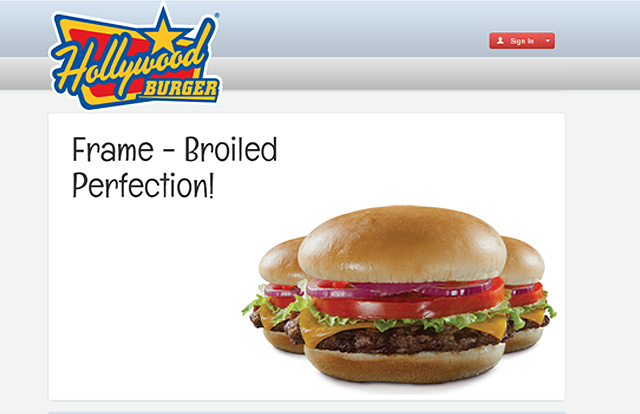 Hollywood®
BURGER
Sign In
Frame - Broiled
Perfection!